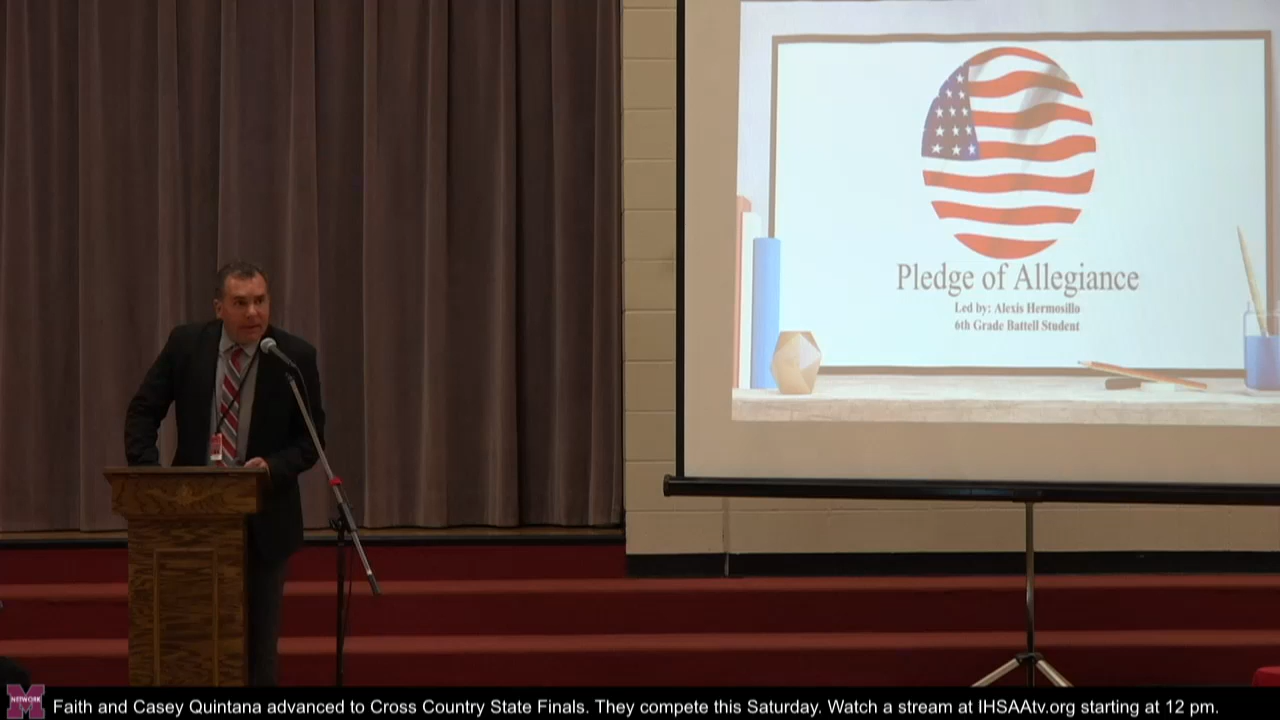 Pledge of Allegiance
Led by: Alexis Hermosillo
6th Grade Battell Student
M
NETWORK
Faith and Casey Quintana advanced to Cross Country State Finals. They compete this Saturday. Watch a stream at IHSAAtv.org starting at 12 pm.